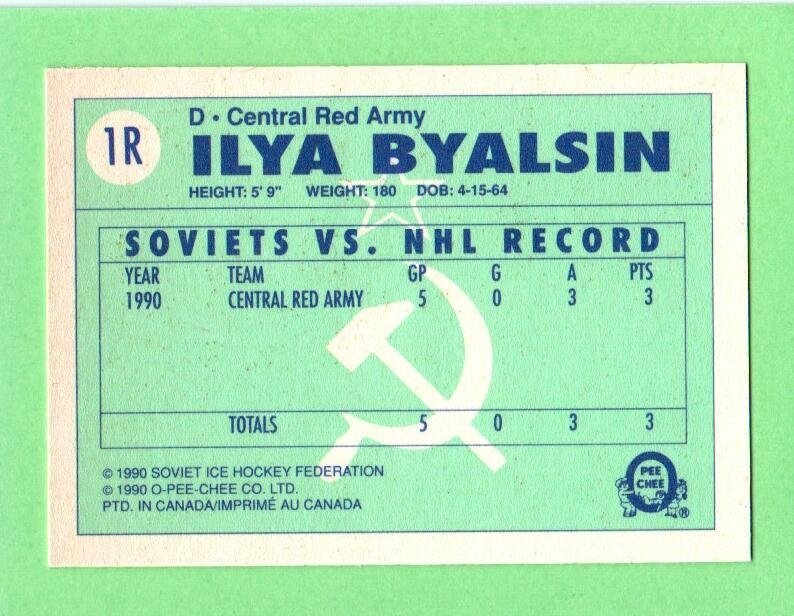 1R
D • Central Red Army
ILYA BYALSIN
HEIGHT: 5' 9" WEIGHT: 180 DOB: 4-15-64
SOVIETS VS. NHL RECORD
YEAR TEAM GP G A PTS
1990 CENTRAL RED ARMY 5 0 3 3
TOTALS 5 0 3 3
© 1990 SOVIET ICE HOCKEY FEDERATION
© 1990 O-PEE-CHEE CO. LTD.
PTD. IN CANADA/IMPRIMÉ AU CANADA
O
PEE
CHEE
®